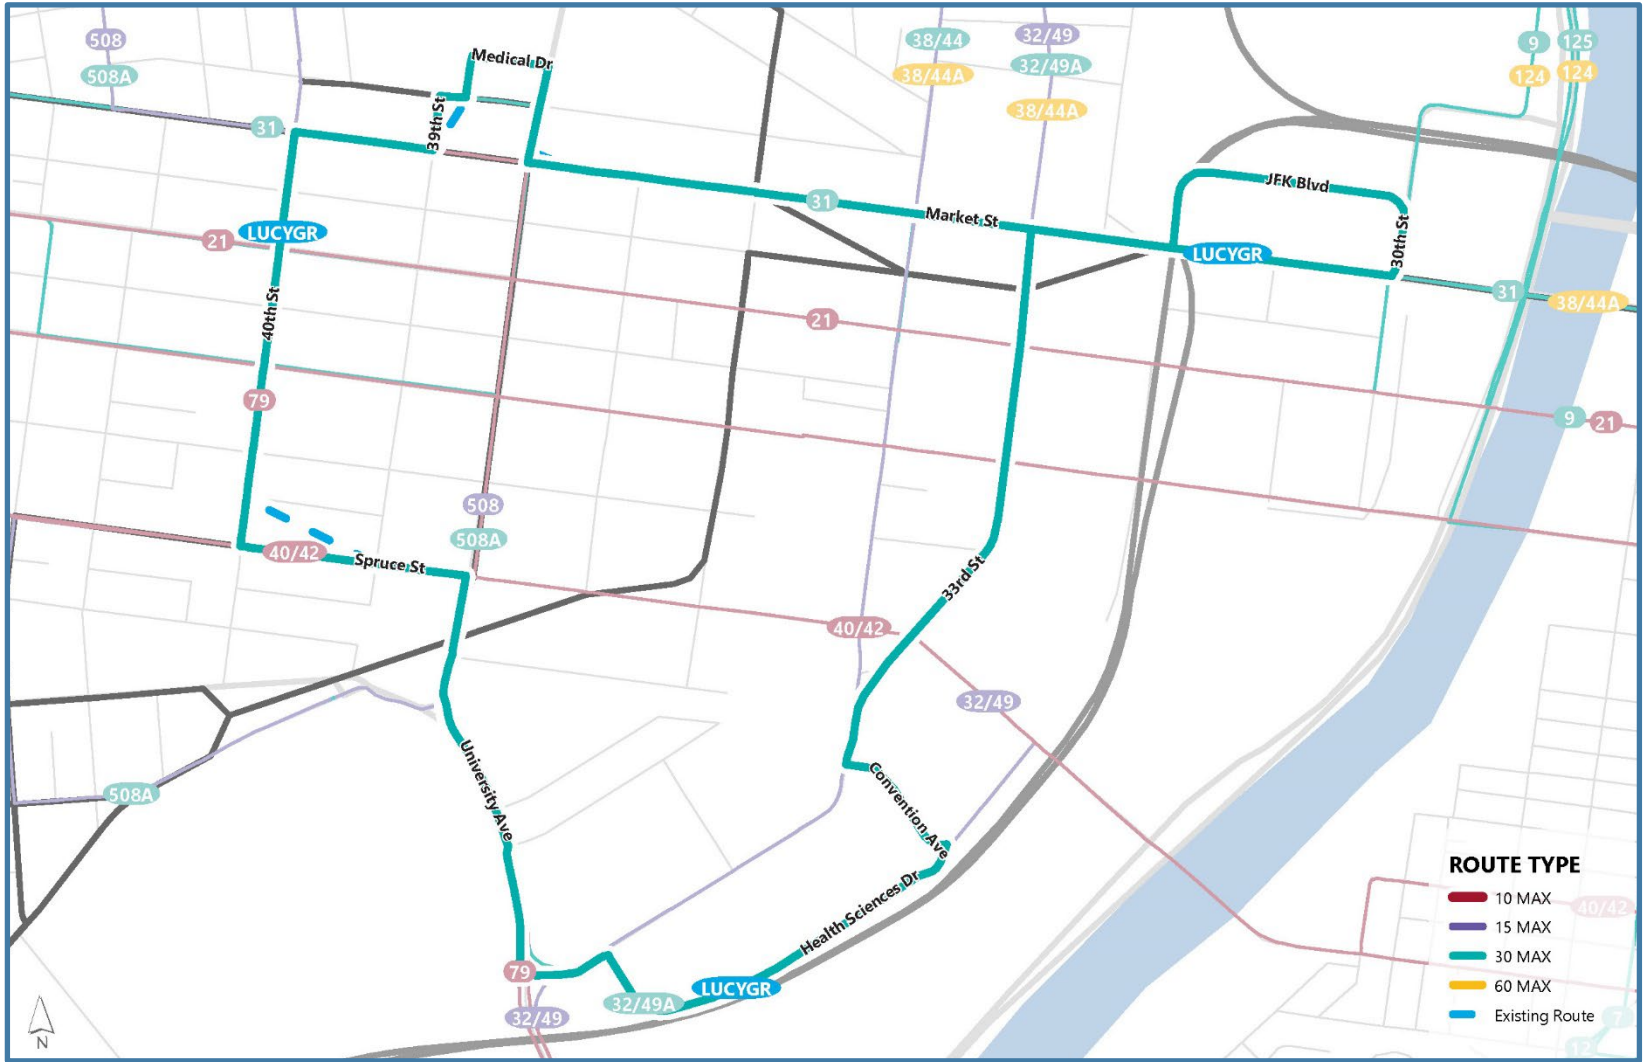 508
508A
31
Medical Dr
39th St
38/44
38/44A
32/49
32/49A
38/44A
9
124
125
124
LUCYGR
21
31
Market St
JFK Blvd
30th St
LUCYGR
31
38/44A
40th St
21
79
9
21
508
508A
40/42
Spruce St
33rd St
40/42
32/49
508A
University Ave
Convention Ave
Health Sciences Dr
79
32/49
32/49A
LUCYGR
ROUTE TYPE
10 MAX
15 MAX
30 MAX
60 MAX
Existing Route
40/42
7
12
N